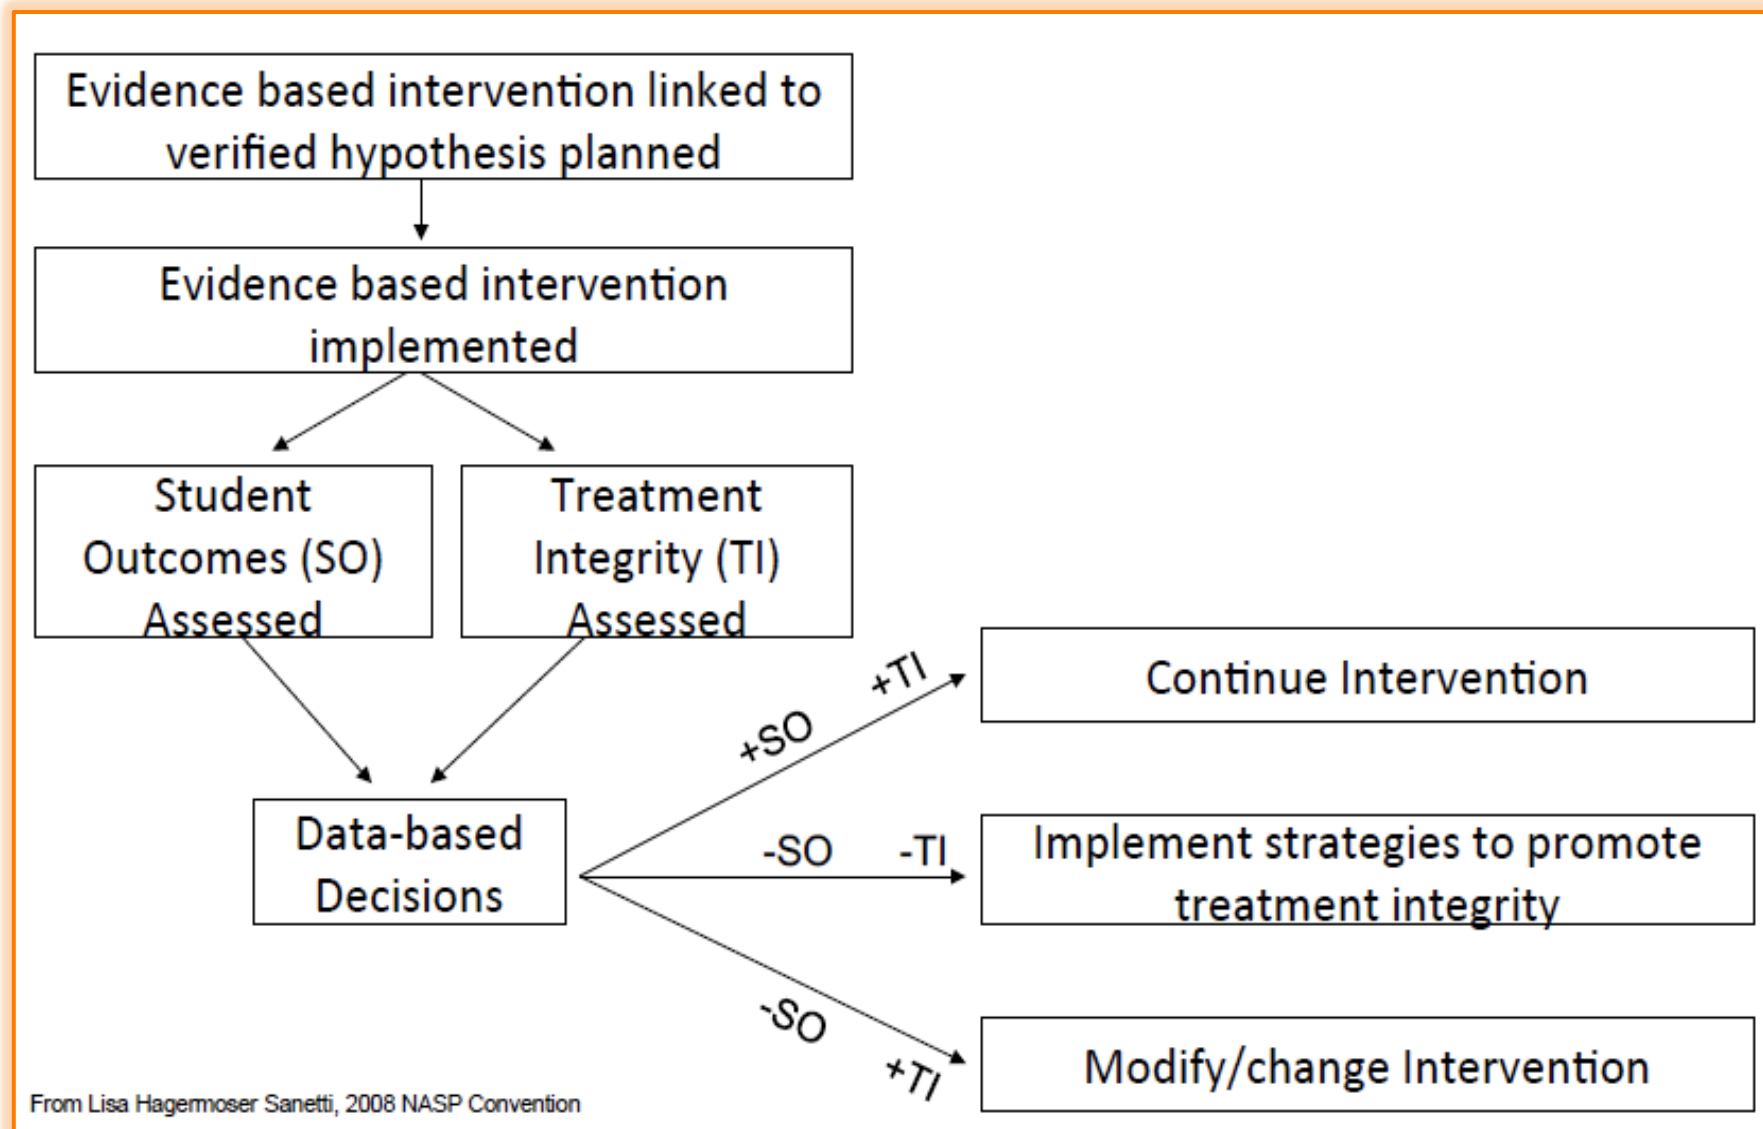 Evidence based intervention linked to
verified hypothesis planned
Evidence based intervention
implemented
Student
Outcomes (SO)
Assessed
Treatment
Integrity (TI)
Assessed
Data-based
Decisions
+SO +TI
Continue Intervention
-SO -TI
Implement strategies to promote
treatment integrity
-SO +TI
Modify/change Intervention
From Lisa Hagermoser Sanetti, 2008 NASP Convention